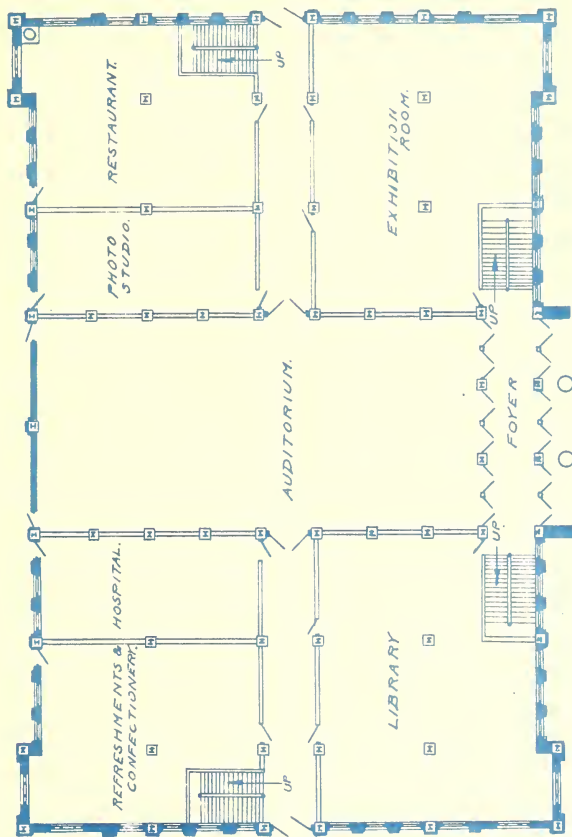 RESTAURANT.
UP
EXHIBITION
ROOM.
PHOTO
STUDIO.
UP
AUDITORIUM.
FOYER
HOSPITAL.
UP
REFRESHMENTS &
CONFECTIONERY.
LIBRARY
UP